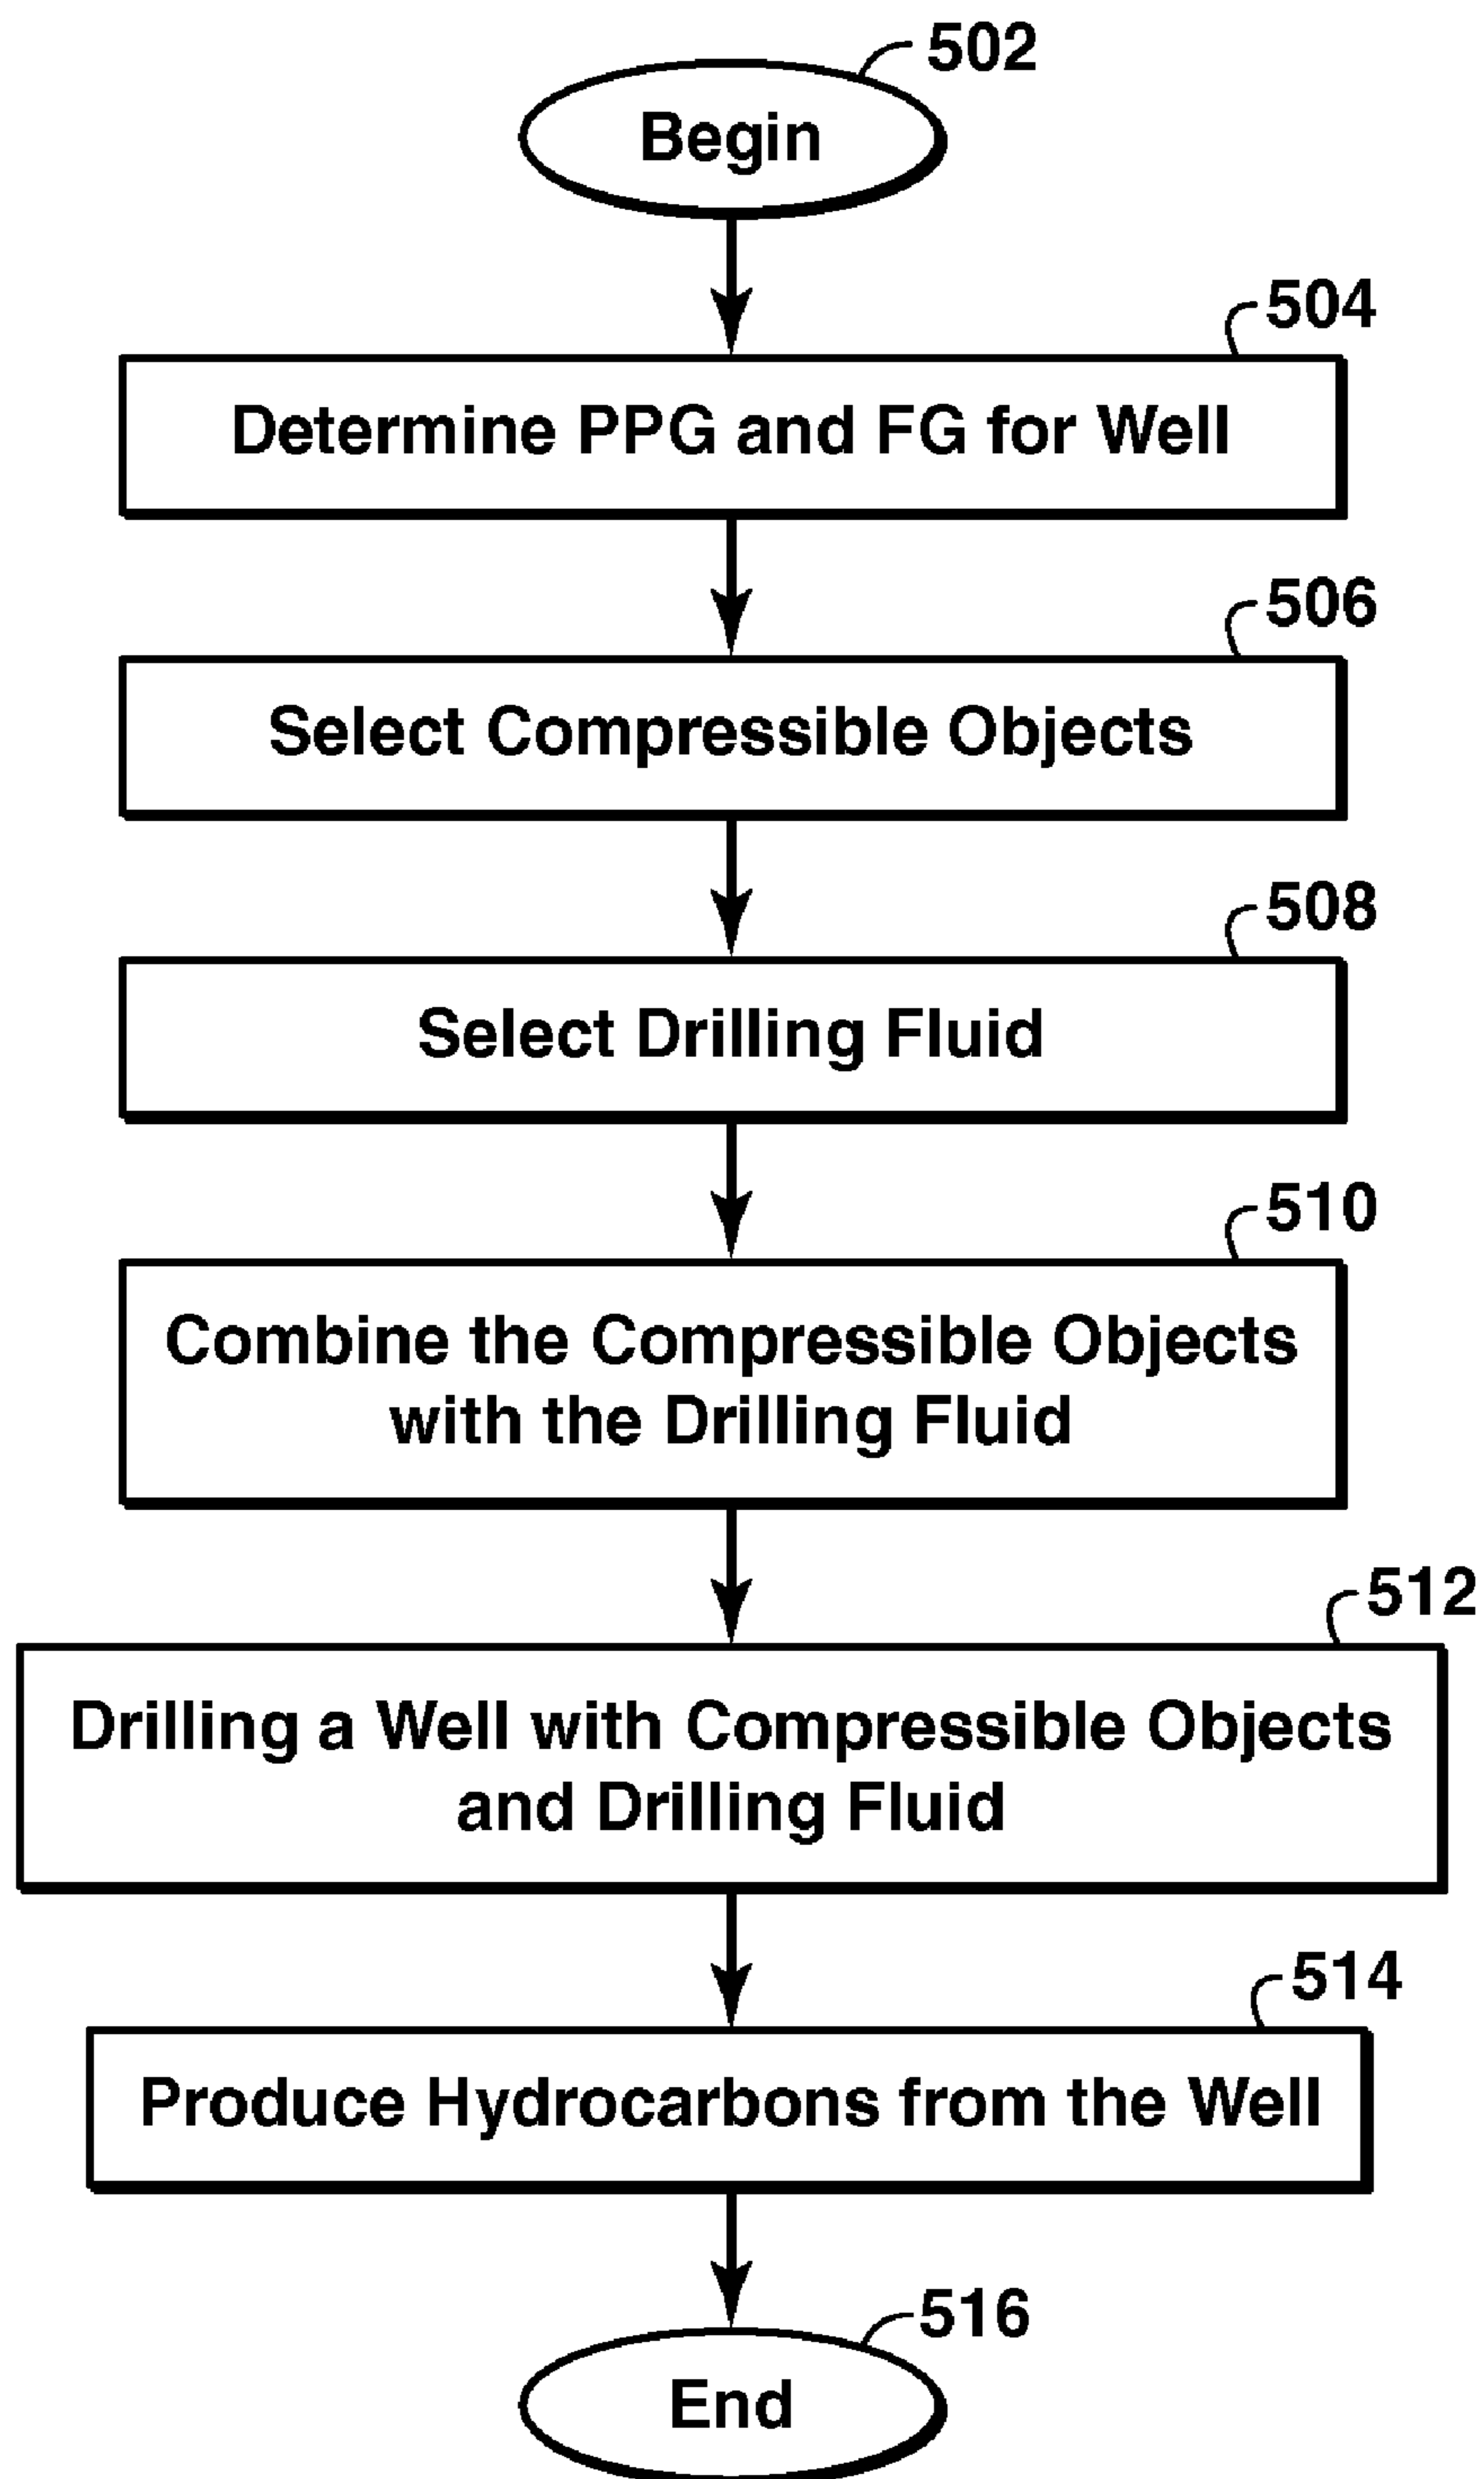 502
Begin
504
Determine PPG and FG for Well
506
Select Compressible Objects
508
Select Drilling Fluid
510
Combine the Compressible Objects
with the Drilling Fluid
512
Drilling a Well with Compressible Objects
and Drilling Fluid
514
Produce Hydrocarbons from the Well
516
End